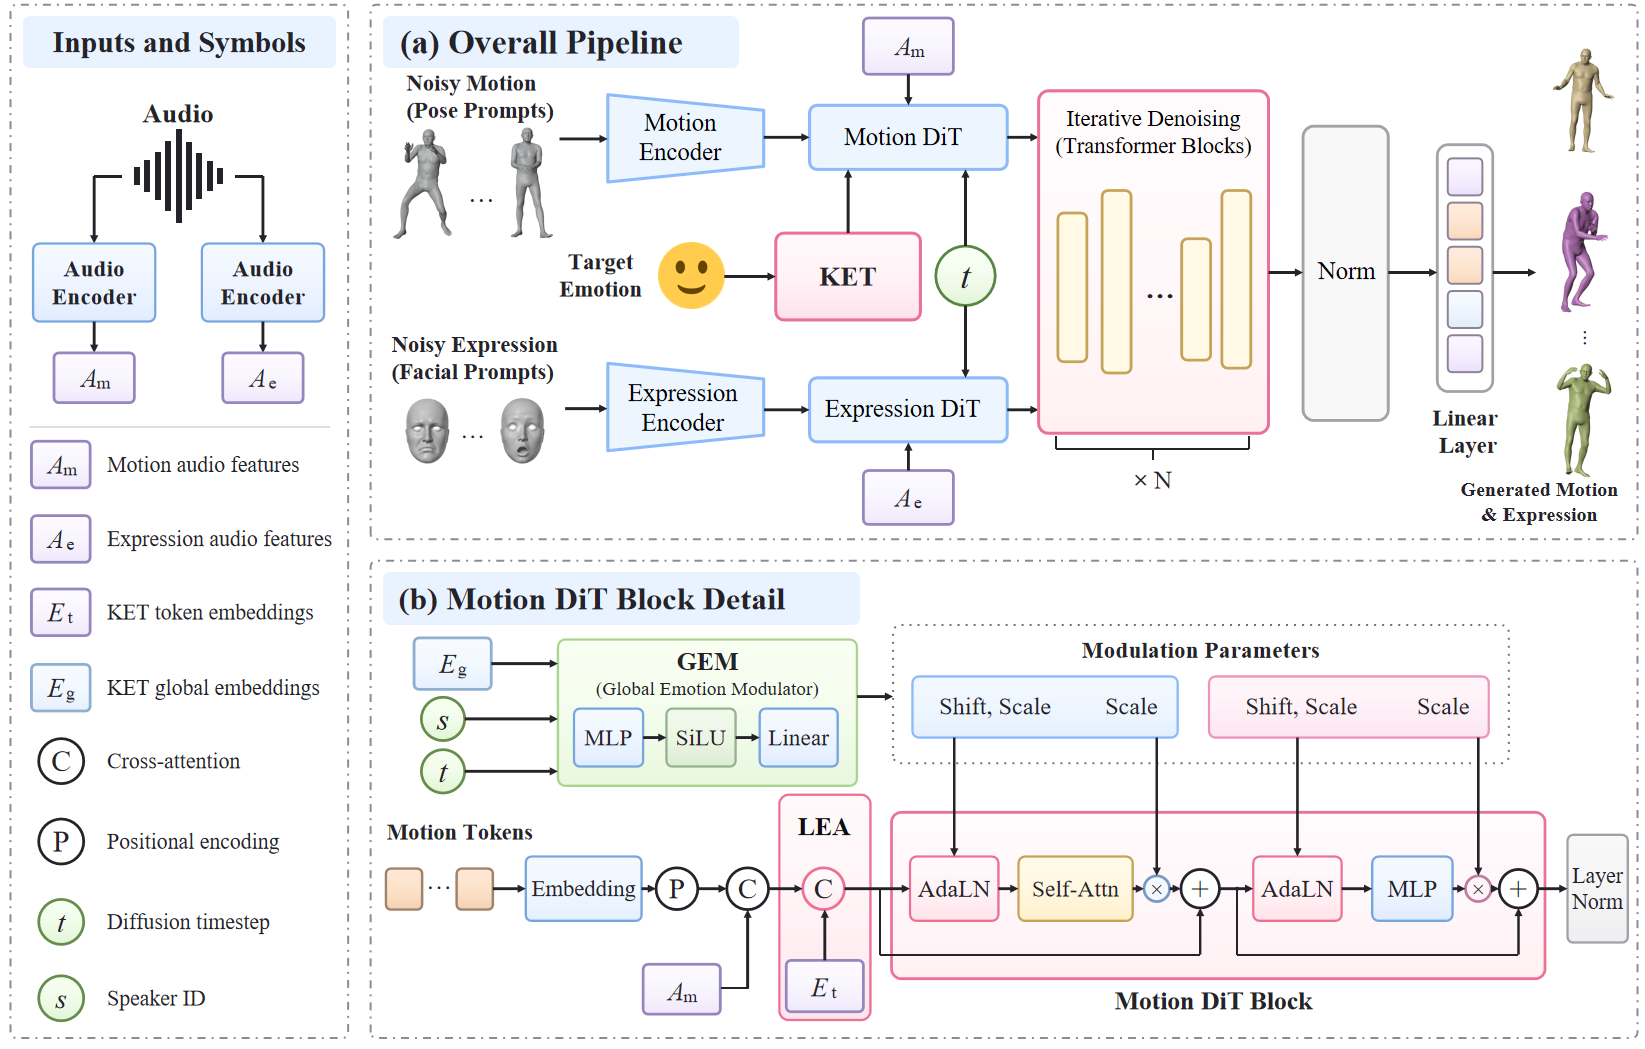 Inputs and Symbols
Audio
Audio
Encoder
Audio
Encoder
Am
Ae
Am Motion audio features
Ae Expression audio features
Et KET token embeddings
Eg KET global embeddings
C Cross-attention
P Positional encoding
t Diffusion timestep
s Speaker ID
(a) Overall Pipeline
Am
Noisy Motion
(Pose Prompts)
...
Motion
Encoder
Motion DiT
Target
Emotion
KET
t
Noisy Expression
(Facial Prompts)
...
Expression
Encoder
Expression DiT
Ae
Iterative Denoising
(Transformer Blocks)
...
× N
Norm
Linear
Layer
...
Generated Motion
& Expression
(b) Motion DiT Block Detail
Eg
s
t
GEM
(Global Emotion Modulator)
MLP
SiLU
Linear
Modulation Parameters
Shift, Scale Scale
Shift, Scale Scale
Motion Tokens
...
Embedding
P
C
Am
LEA
C
Et
AdaLN
Self-Attn
×
+
AdaLN
MLP
×
+
Layer
Norm
Motion DiT Block